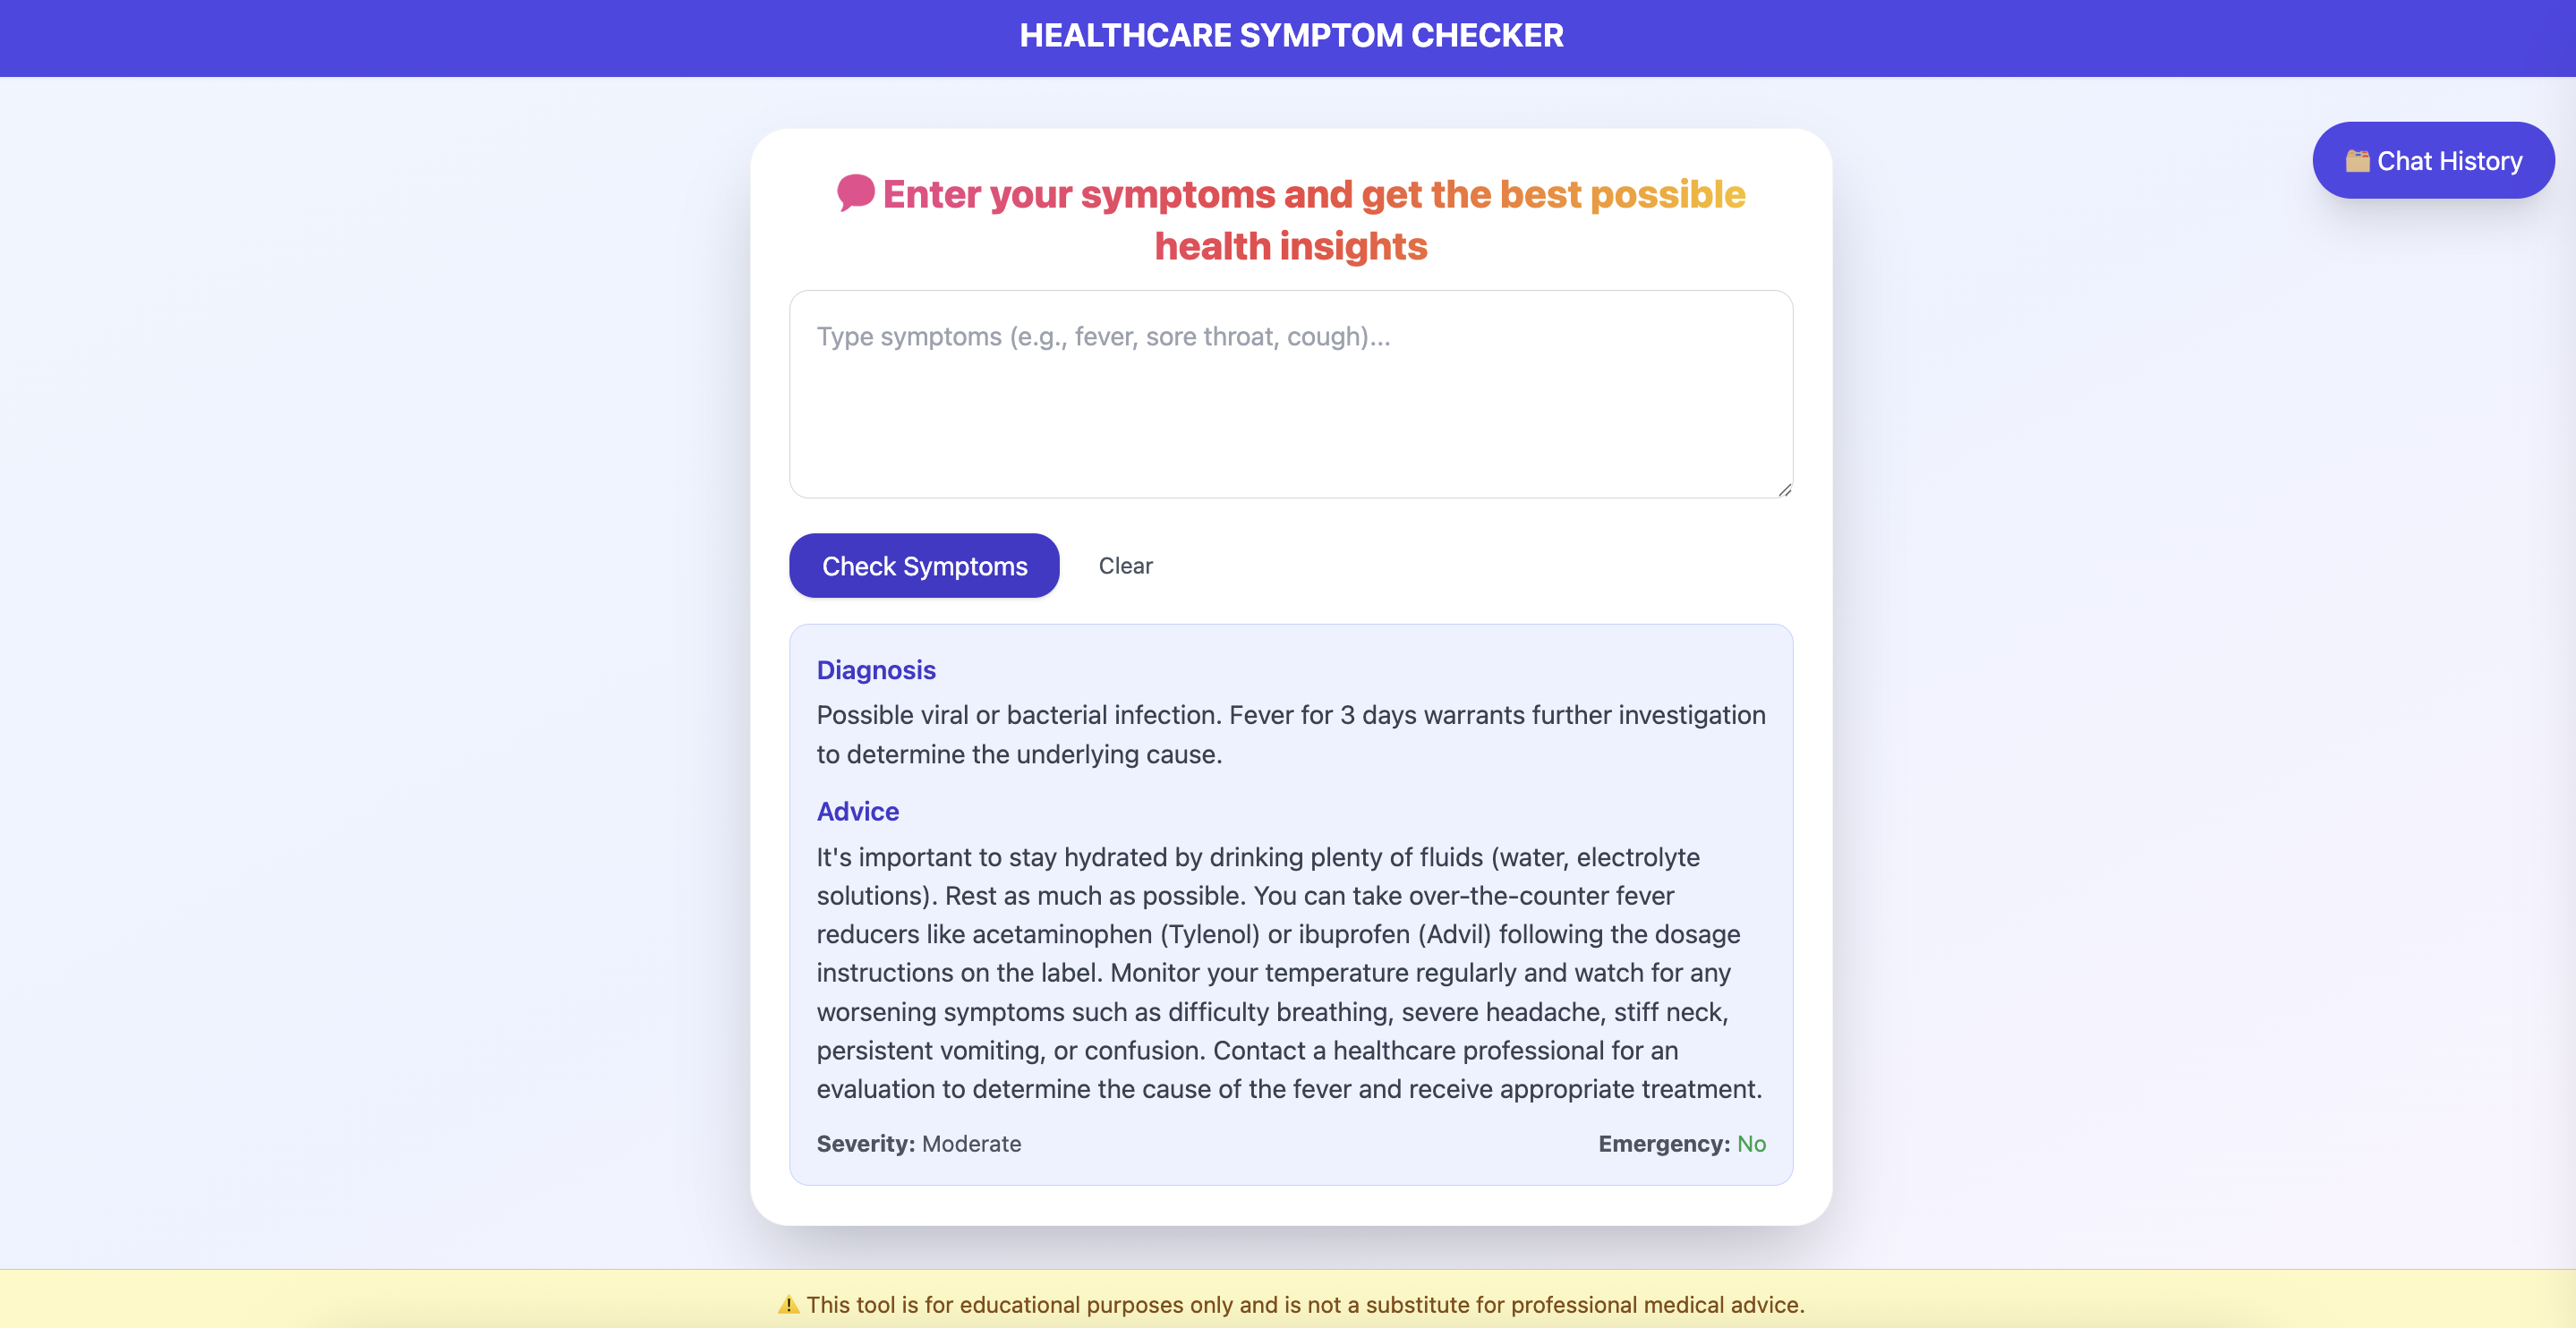 HEALTHCARE SYMPTOM CHECKER
🗂️ Chat History
💬 Enter your symptoms and get the best possible
health insights
Type symptoms (e.g., fever, sore throat, cough)...
Check Symptoms
Clear
Diagnosis
Possible viral or bacterial infection. Fever for 3 days warrants further investigation
to determine the underlying cause.
Advice
It's important to stay hydrated by drinking plenty of fluids (water, electrolyte
solutions). Rest as much as possible. You can take over-the-counter fever
reducers like acetaminophen (Tylenol) or ibuprofen (Advil) following the dosage
instructions on the label. Monitor your temperature regularly and watch for any
worsening symptoms such as difficulty breathing, severe headache, stiff neck,
persistent vomiting, or confusion. Contact a healthcare professional for an
evaluation to determine the cause of the fever and receive appropriate treatment.
Severity: Moderate
Emergency: No
⚠️ This tool is for educational purposes only and is not a substitute for professional medical advice.